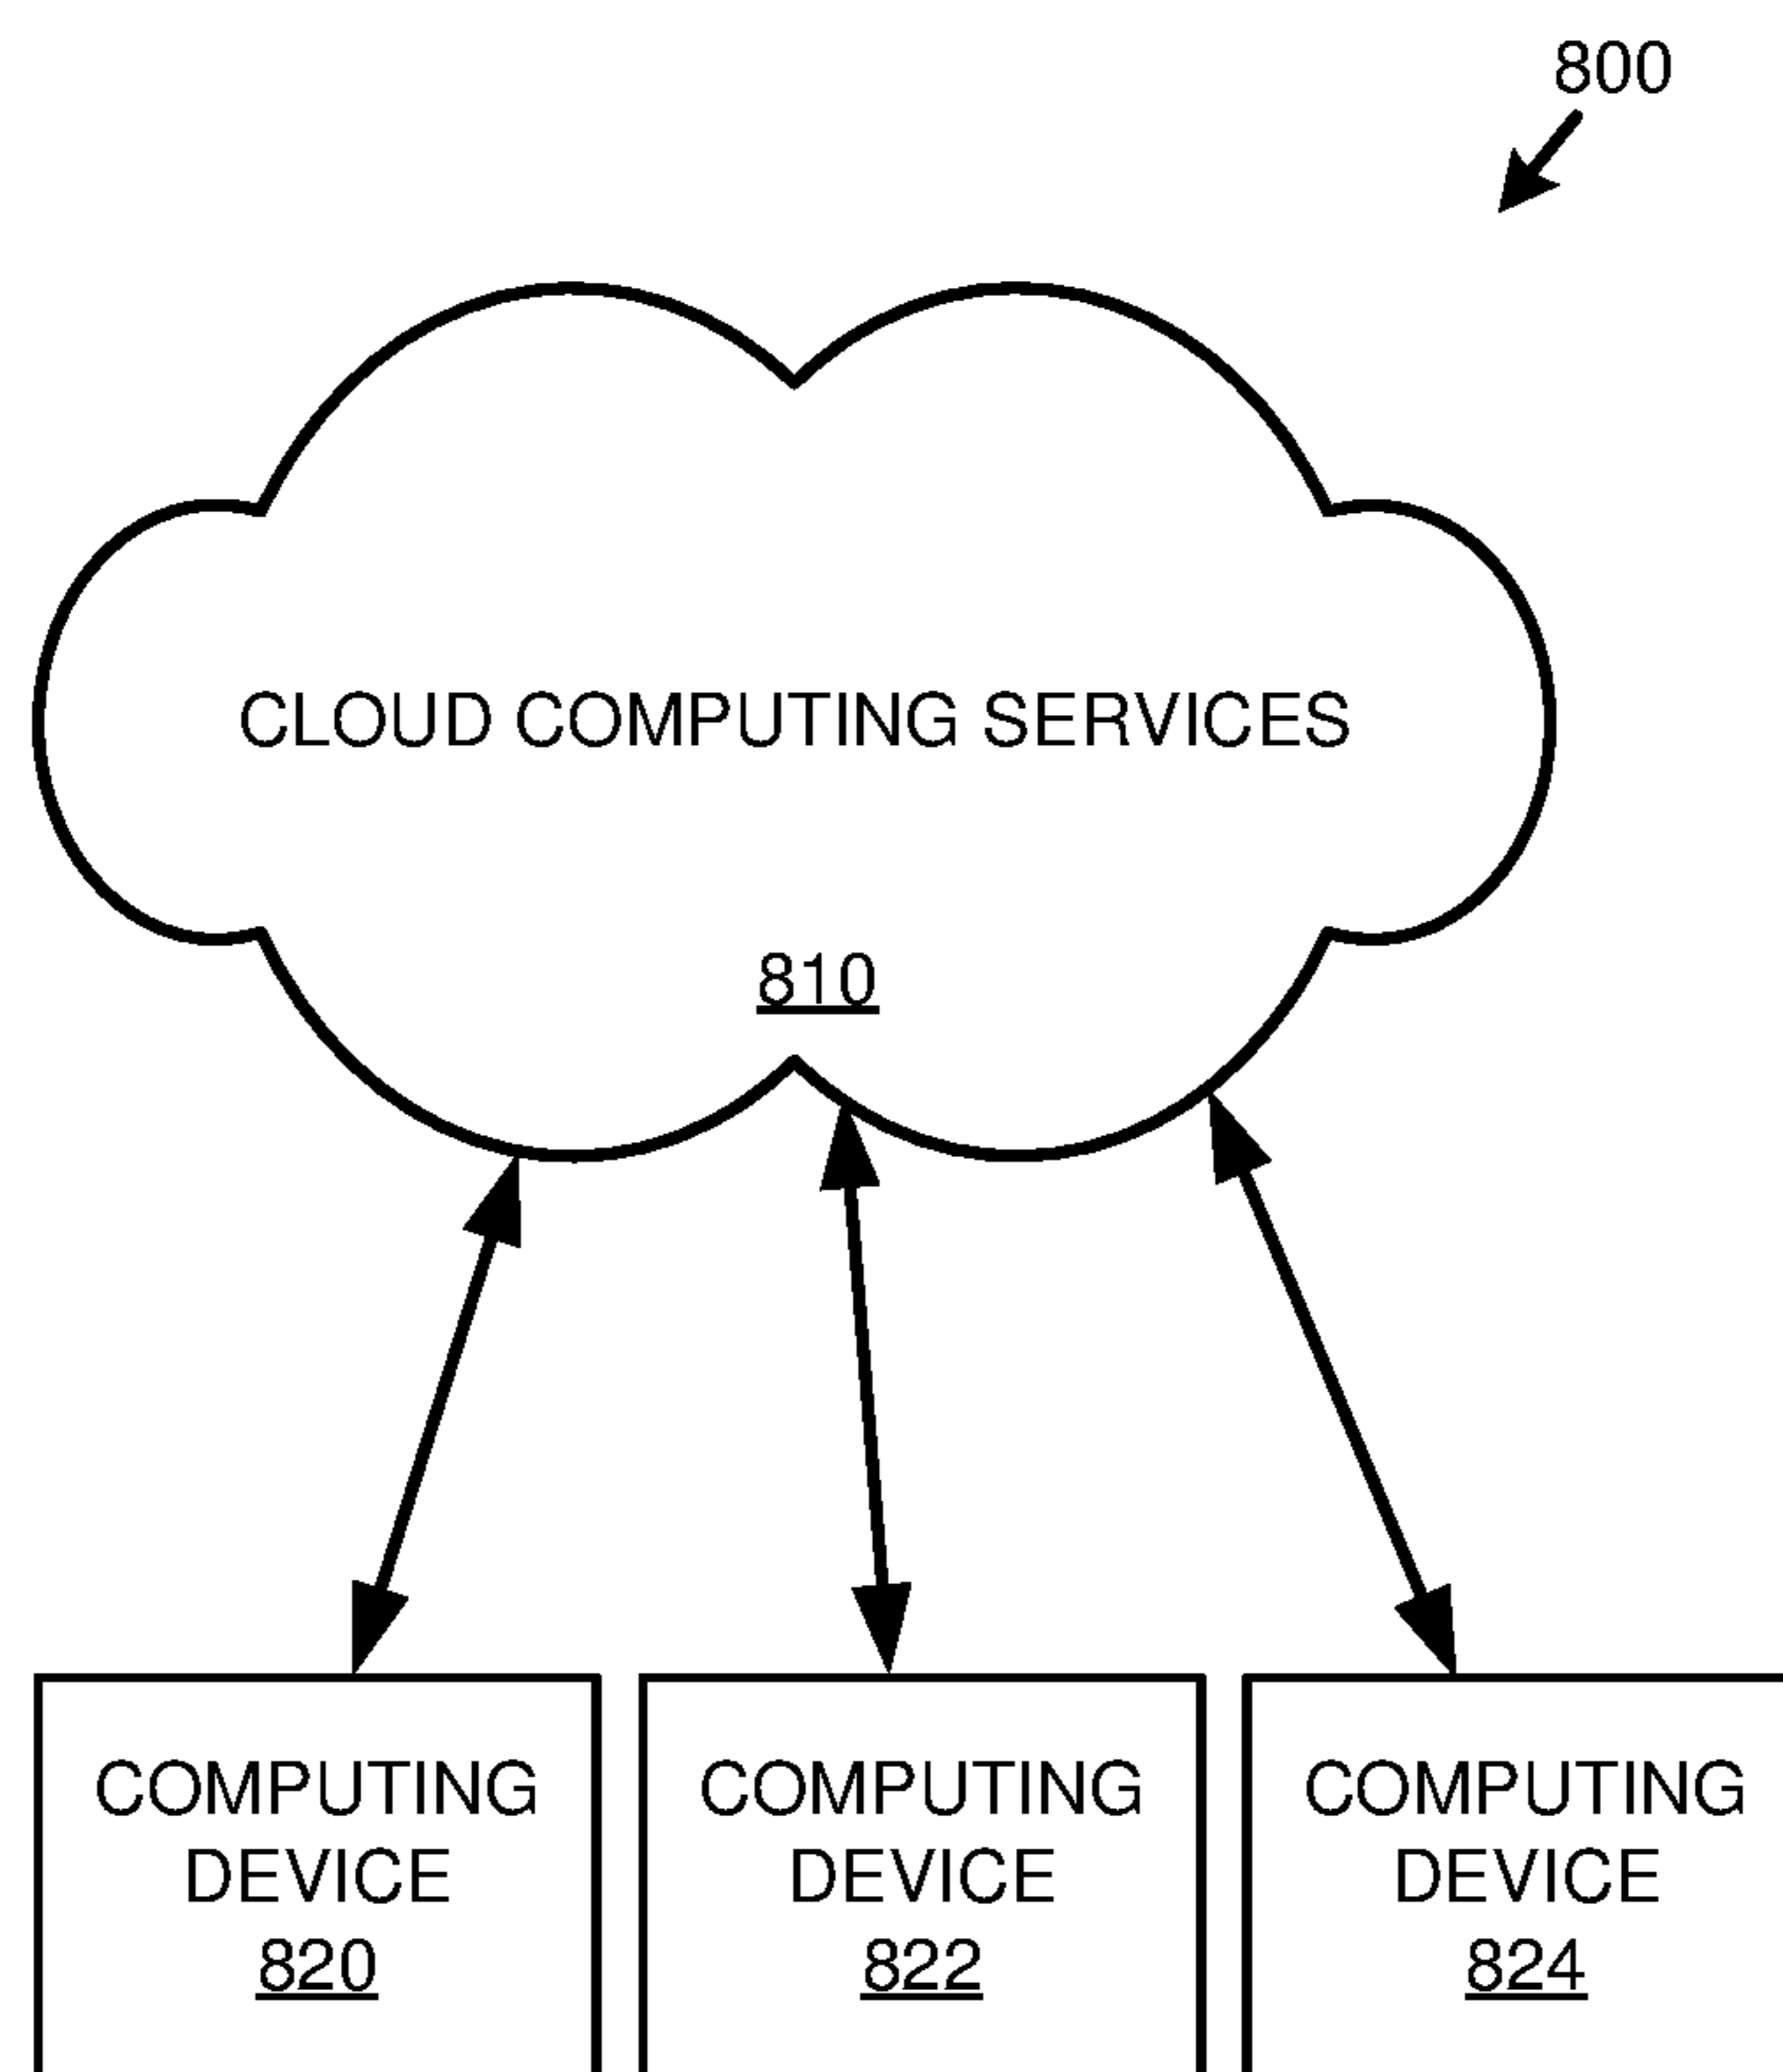 800
CLOUD COMPUTING SERVICES
810
COMPUTING
DEVICE
820
COMPUTING
DEVICE
822
COMPUTING
DEVICE
824